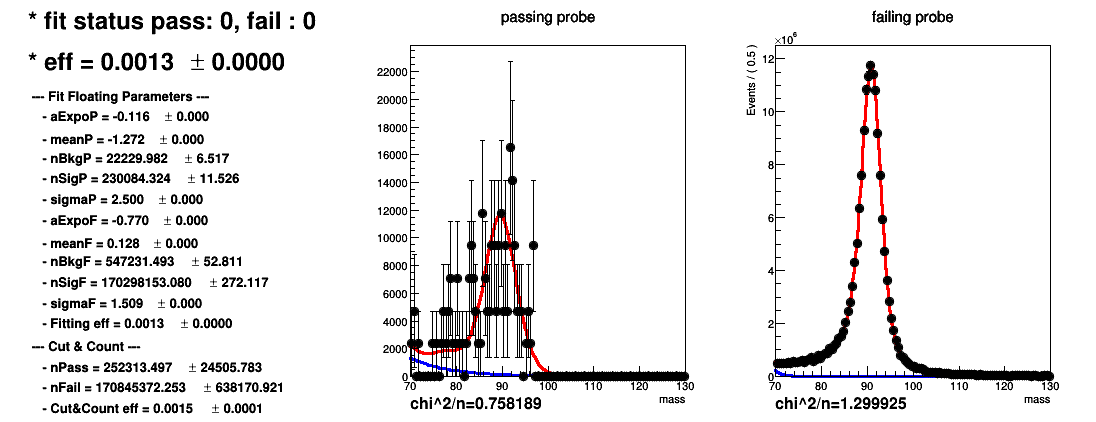 * fit status pass: 0, fail : 0
* eff = 0.0013 ± 0.0000
--- Fit Floating Parameters ---
- aExpoP = -0.116 ± 0.000
- meanP = -1.272 ± 0.000
- nBkgP = 22229.982 ± 6.517
- nSigP = 230084.324 ± 11.526
- sigmaP = 2.500 ± 0.000
- aExpoF = -0.770 ± 0.000
- meanF = 0.128 ± 0.000
- nBkgF = 547231.493 ± 52.811
- nSigF = 170298153.080 ± 272.117
- sigmaF = 1.509 ± 0.000
- Fitting eff = 0.0013 ± 0.0000
--- Cut & Count ---
- nPass = 252313.497 ± 24505.783
- nFail = 170845372.253 ± 638170.921
- Cut&Count eff = 0.0015 ± 0.0001
passing probe
22000
20000
18000
16000
14000
12000
10000
8000
6000
4000
2000
0
70 80 90 100 110 120 130
mass
chi^2/n=0.758189
failing probe
×10^6
Events / ( 0.5 )
12
10
8
6
4
2
0
70 80 90 100 110 120 130
mass
chi^2/n=1.299925